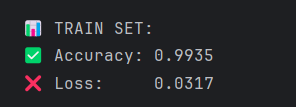 📊 TRAIN SET:
✅ Accuracy: 0.9935
❌ Loss: 0.0317